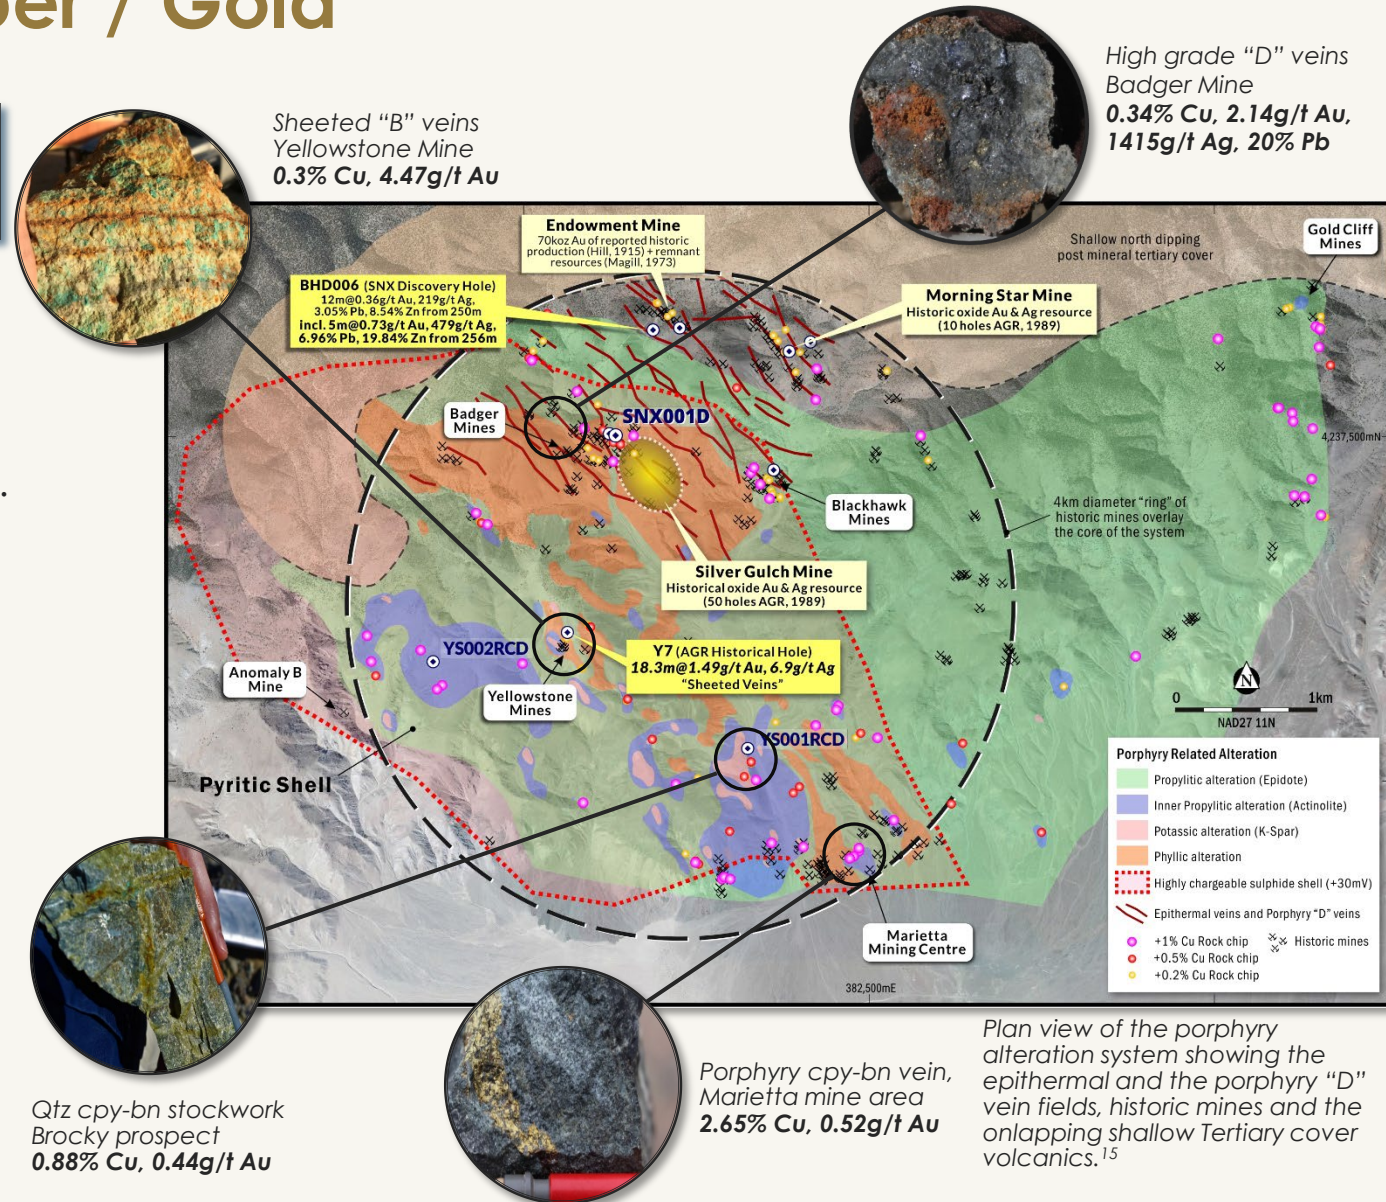 / Gold
Sheeted “B” veins
Yellowstone Mine
0.3% Cu, 4.47g/t Au
High grade “D” veins
Badger Mine
0.34% Cu, 2.14g/t Au,
1415g/t Ag, 20% Pb
Endowment Mine
70koz Au of reported historic
production (Hill, 1915) + remnant
resources (Magill, 1973)
Shallow north dipping
post mineral tertiary cover
Gold Cliff
Mines
BHD006 (SNX Discovery Hole)
12m@0.36g/t Au, 219g/t Ag,
3.05% Pb, 8.54% Zn from 250m
incl. 5m@0.73g/t Au, 479g/t Ag,
6.96% Pb, 19.84% Zn from 256m
Morning Star Mine
Historic oxide Au & Ag resource
(10 holes AGR, 1989)
Badger
Mines
SNX001D
4,237,500mN
Blackhawk
Mines
4km diameter “ring” of
historic mines overlay
the core of the system
Silver Gulch Mine
Historical oxide Au & Ag resource
(50 holes AGR, 1989)
YS002RCD
Y7 (AGR Historical Hole)
18.3m@1.49g/t Au, 6.9g/t Ag
“Sheeted Veins”
Anomaly B
Mine
Yellowstone
Mines
N
0 1km
NAD27 11N
YS001RCD
Pyritic Shell
Porphyry Related Alteration
Propylitic alteration (Epidote)
Inner Propylitic alteration (Actinolite)
Potassic alteration (K-Spar)
Phyllic alteration
Highly chargeable sulphide shell (+30mV)
Epithermal veins and Porphyry “D” veins
+1% Cu Rock chip Historic mines
+0.5% Cu Rock chip
+0.2% Cu Rock chip
Marietta
Mining Centre
382,500mE
Qtz cpy-bn stockwork
Brocky prospect
0.88% Cu, 0.44g/t Au
Porphyry cpy-bn vein,
Marietta mine area
2.65% Cu, 0.52g/t Au
Plan view of the porphyry
alteration system showing the
epithermal and the porphyry “D”
vein fields, historic mines and the
onlapping shallow Tertiary cover
volcanics.15